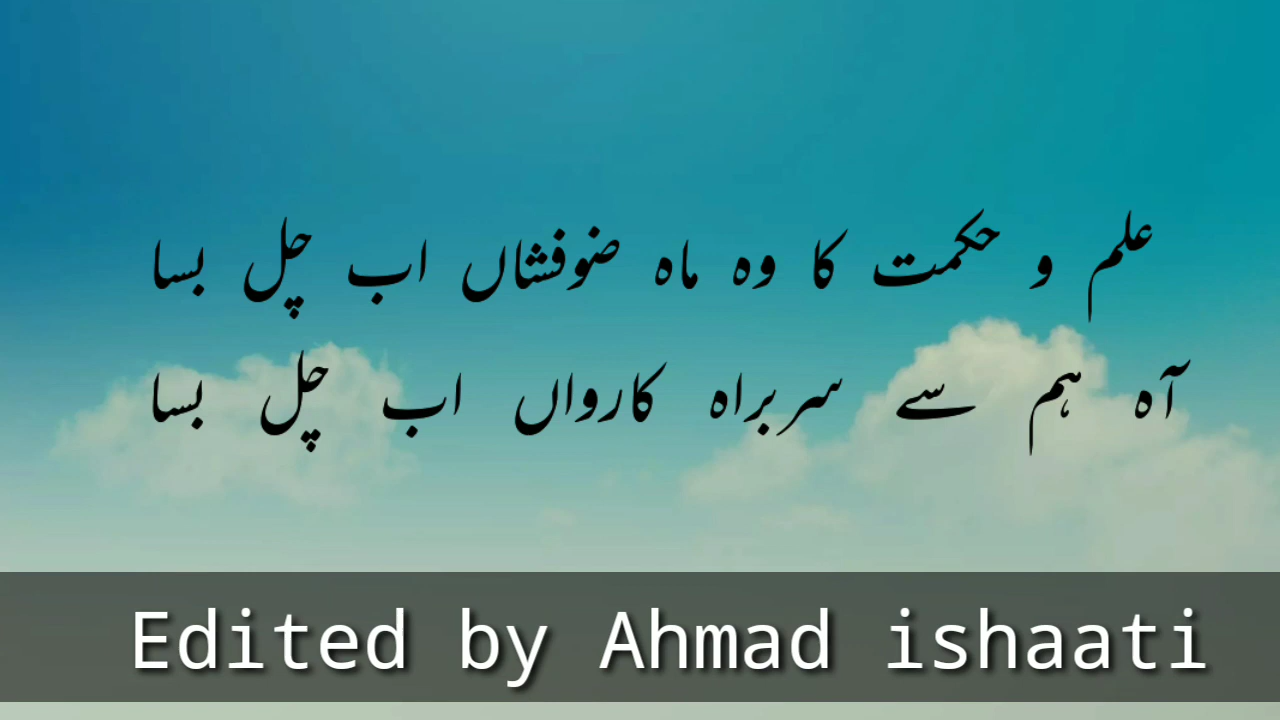 علم و حکمت کا وہ ماہ ضوفشاں اب چل بسا
آہ ہم سے سربراہ کارواں اب چل بسا
Edited by Ahmad ishaati